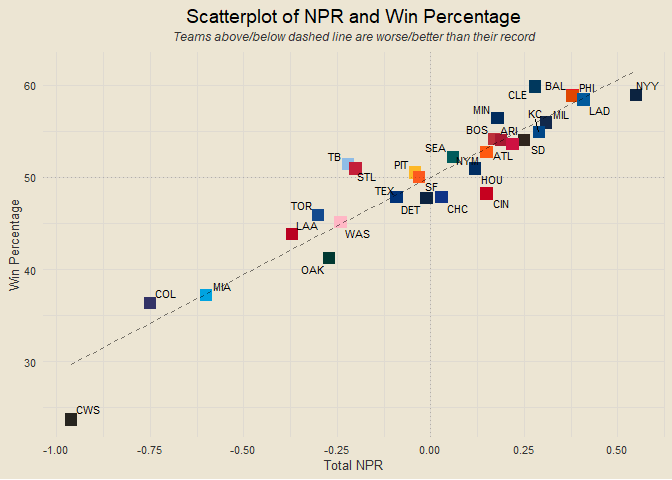 Scatterplot of NPR and Win Percentage
Teams above/below dashed line are worse/better than their record
60
CLE
BAL
PHI
NYY
MIN
KC
MIL
LAD
BOS
ARI
SEA
NYM
ATL
SD
TB
STL
PIT
50
TEX
SF
HOU
TOR
DET
CHC
CIN
LAA
WAS
40
OAK
COL
MIA
30
CWS
Win Percentage
-1.00
-0.75
-0.50
-0.25
0.00
0.25
0.50
Total NPR